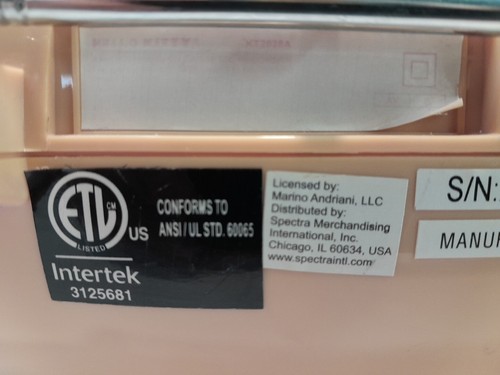 ETL CM
LISTED
US
Intertek
3125681
CONFORMS TO
ANSI/UL STD. 60065
Licensed by:
Marino Andriani, LLC
Distributed by:
Spectra Merchandising
International, Inc.
Chicago, IL 60634, USA
www.spectraintl.com
S/N:
MANUF